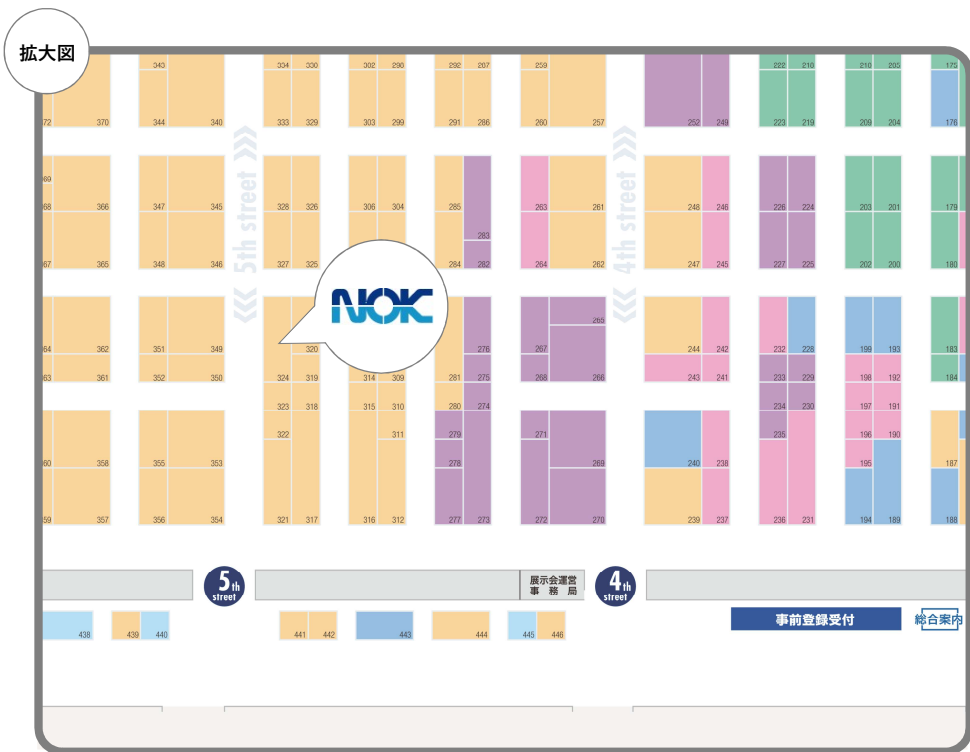 拡大図
343 334 330 302 298 292 287 259 222 218 210 205 175
372 370 344 340 333 329 303 299 291 286 260 257 252 249 223 219 209 204 176
369
368 366 347 345 328 326 306 304 285 263 261 248 246 226 224 203 201 179
283
367 365 348 346 327 325 284 282 264 262 247 245 227 225 202 200 180
5th street
4th street
NOK
265
364 362 351 349 320 276 267 244 242 232 228 199 193 183
363 361 352 350 324 319 314 309 281 275 268 266 243 241 233 229 198 192 184
323 318 315 310 280 274 234 230 197 191
322 311 279 271 235 196 190
360 358 355 353 278 269 240 238 195 187
359 357 356 354 321 317 316 312 277 273 272 270 239 237 236 231 194 189 188
5th
street
展示会運営
事務局
4th
street
438 439 440 441 442 443 444 445 446
事前登録受付
総合案内